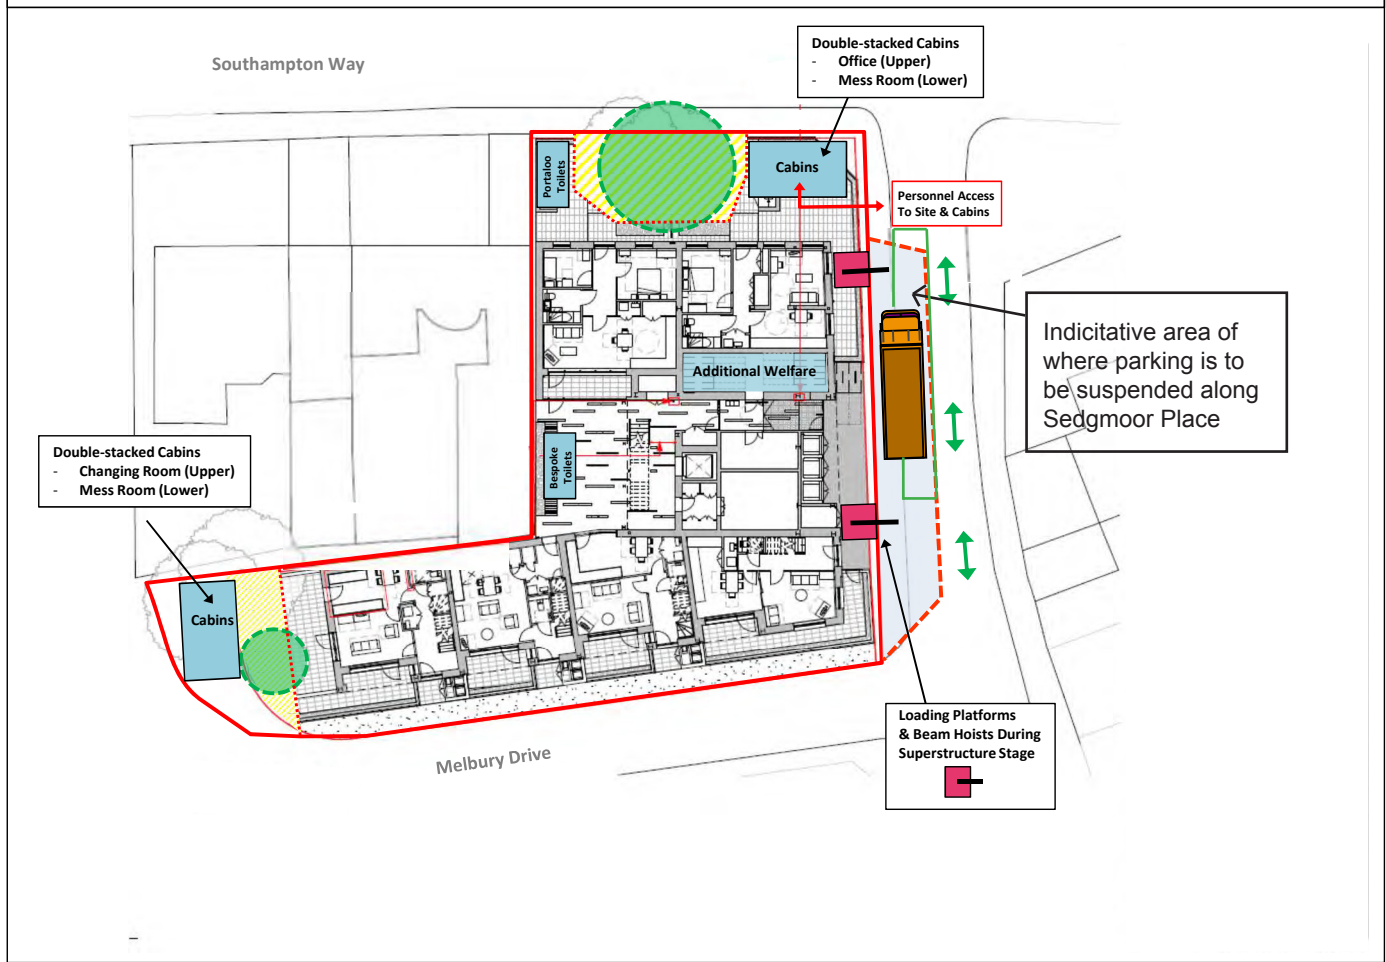 Southampton Way
Double-stacked Cabins
- Office (Upper)
- Mess Room (Lower)
Portaloo
Toilets
Cabins
Personnel Access
To Site & Cabins
Indicitative area of
where parking is to
be suspended along
Sedgmoor Place
Additional Welfare
Double-stacked Cabins
- Changing Room (Upper)
- Mess Room (Lower)
Bespoke
Toilets
Cabins
Loading Platforms
& Beam Hoists During
Superstructure Stage
Melbury Drive